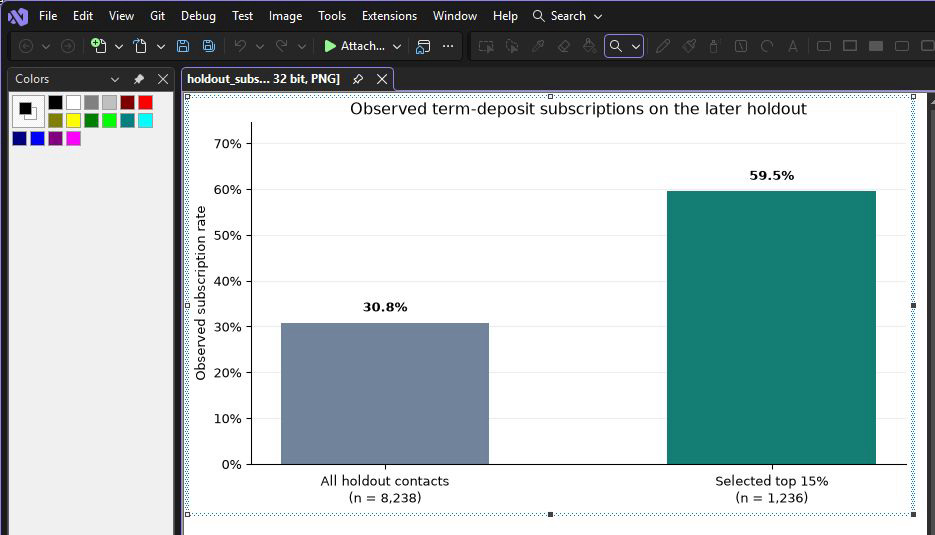 File Edit View Git Debug Test Image Tools Extensions Window Help Search
Attach...
A
Colors
holdout_subs... 32 bit, PNG]
Observed term-deposit subscriptions on the later holdout
Observed subscription rate
70%
60%
50%
40%
30%
20%
10%
0%
30.8%
59.5%
All holdout contacts
(n = 8,238)
Selected top 15%
(n = 1,236)